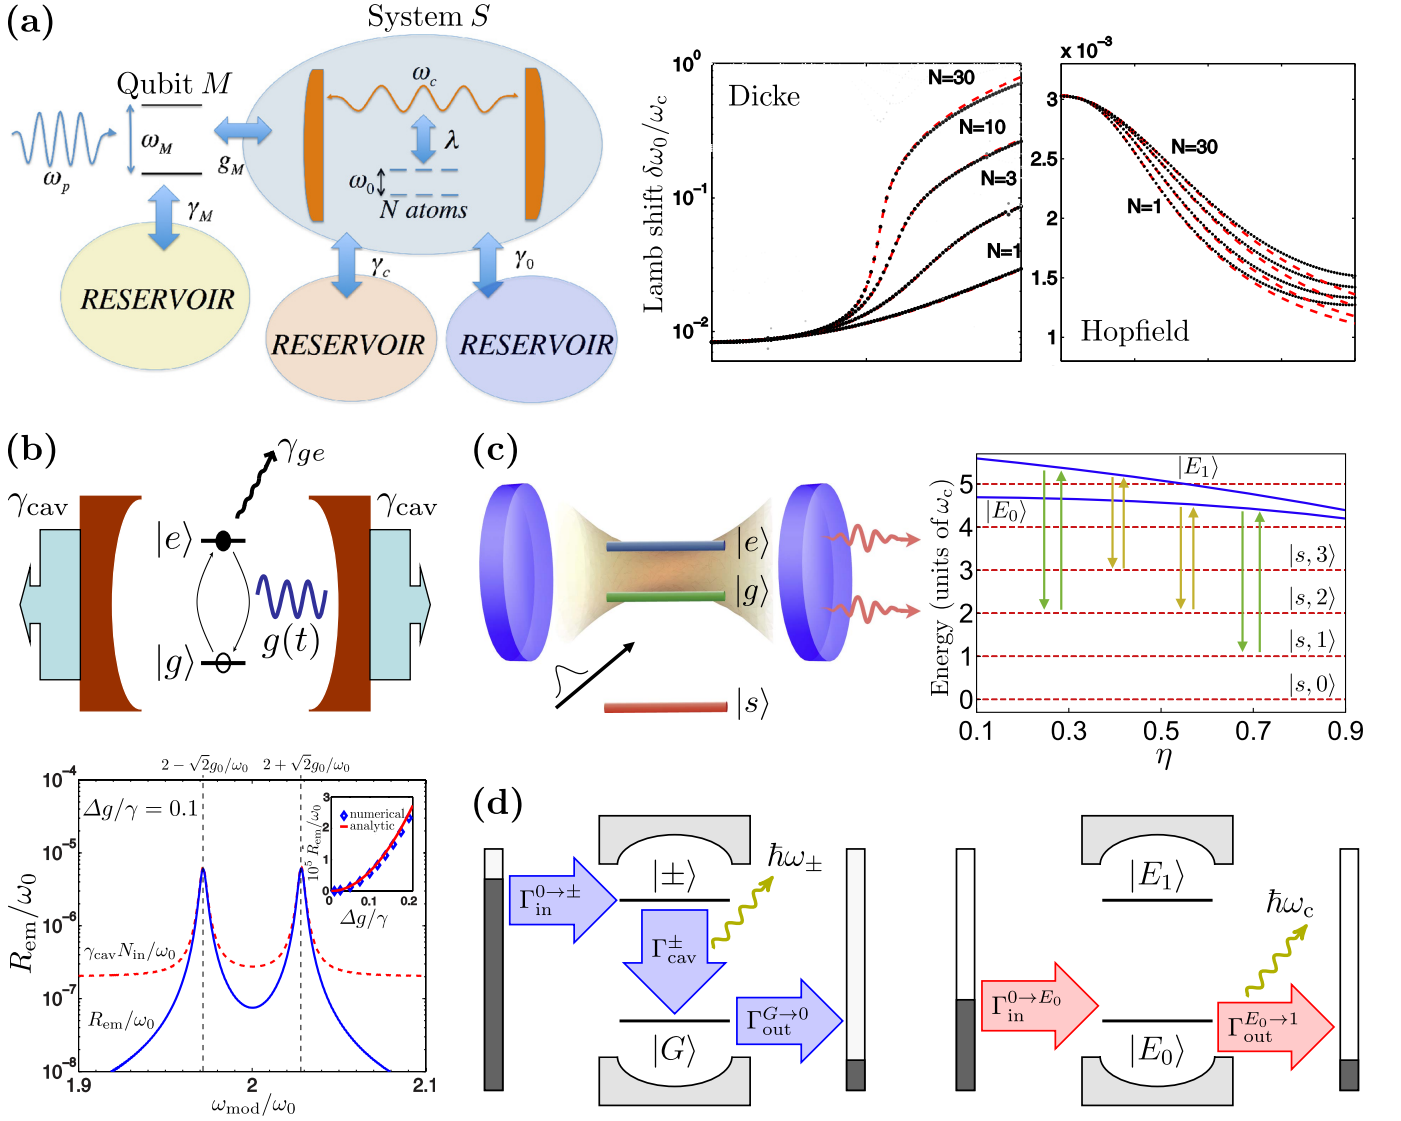 (a)
System S
Qubit M
ω_c
ω_M
g_M
λ
ω_p
ω_0
N atoms
γ_M
γ_c
γ_0
RESERVOIR
RESERVOIR
RESERVOIR
Lamb shift δω_0/ω_c
10^0
10^-1
10^-2
Dicke
N=30
N=10
N=3
N=1
x 10^-3
3
2.5
2
1.5
1
N=30
N=1
Hopfield
(b)
γ_ge
γ_cav
γ_cav
|e⟩
|g⟩
g(t)
2 − √2g_0/ω_0
2 + √2g_0/ω_0
R_em/ω_0
10^-4
10^-5
10^-6
10^-7
10^-8
Δg/γ = 0.1
γ_cav N_in/ω_0
R_em/ω_0
10^5 R_em/ω_0
3
2
1
0
numerical
analytic
0
0.1
0.2
Δg/γ
1.9
2
2.1
ω_mod/ω_0
(c)
|e⟩
|g⟩
|s⟩
Energy (units of ω_c)
5
4
3
2
1
0
|E_1⟩
|E_0⟩
|s, 3⟩
|s, 2⟩
|s, 1⟩
|s, 0⟩
0.1
0.3
0.5
0.7
0.9
η
(d)
|±⟩
ħω_±
Γ_in^{0→±}
Γ_cav^±
Γ_out^{G→0}
|G⟩
|E_1⟩
ħω_c
Γ_in^{0→E_0}
Γ_out^{E_0→1}
|E_0⟩